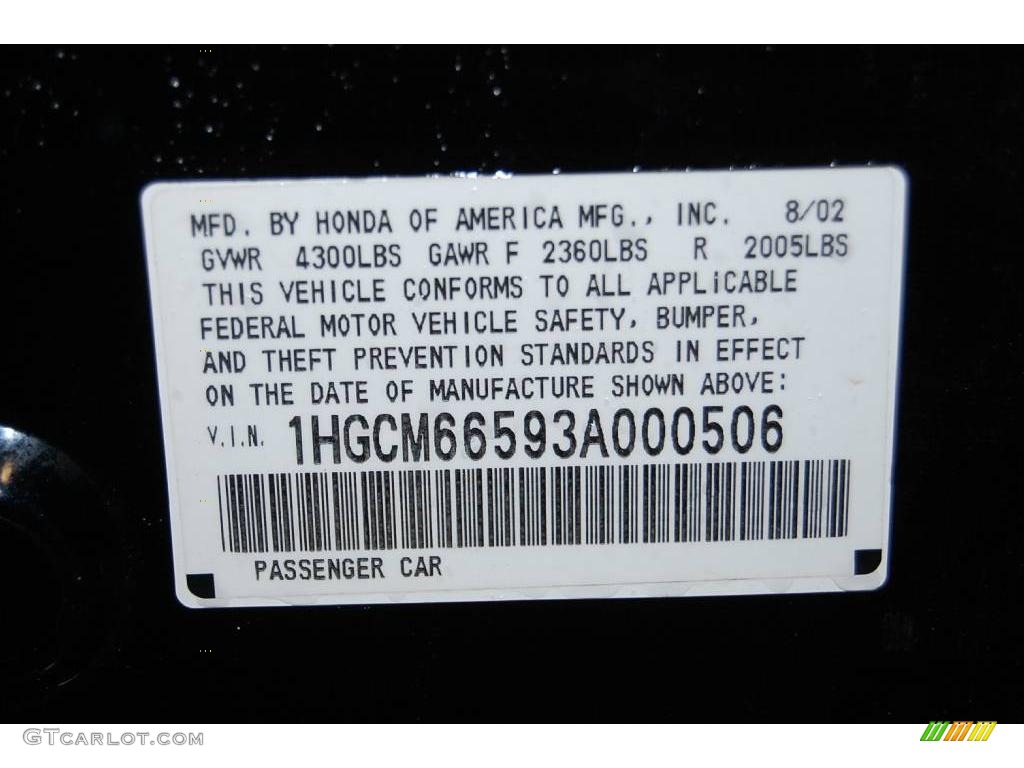 MFD. BY HONDA OF AMERICA MFG., INC. 8/02
GVWR 4300LBS GAWR F 2360LBS R 2005LBS
THIS VEHICLE CONFORMS TO ALL APPLiCABLE
FEDERAL MOTOR VEHICLE SAFETY, BUMPER,
AND THEFT PREVENTION STANDARDS IN EFFECT
ON THE DATE OF MANUFACTURE SHOWN ABOVE:
V.I.N. 1HGCM66593A000506
PASSENGER CAR
GTCARLOT.COM